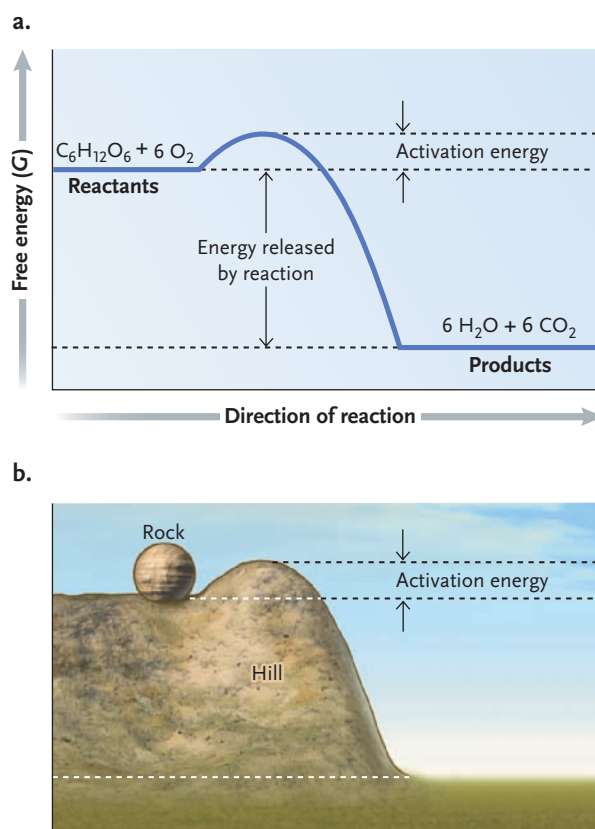 a.
Free energy (G)
C₆H₁₂O₆ + 6 O₂
Reactants
Activation energy
Energy released
by reaction
6 H₂O + 6 CO₂
Products
Direction of reaction
b.
Rock
Activation energy
Hill